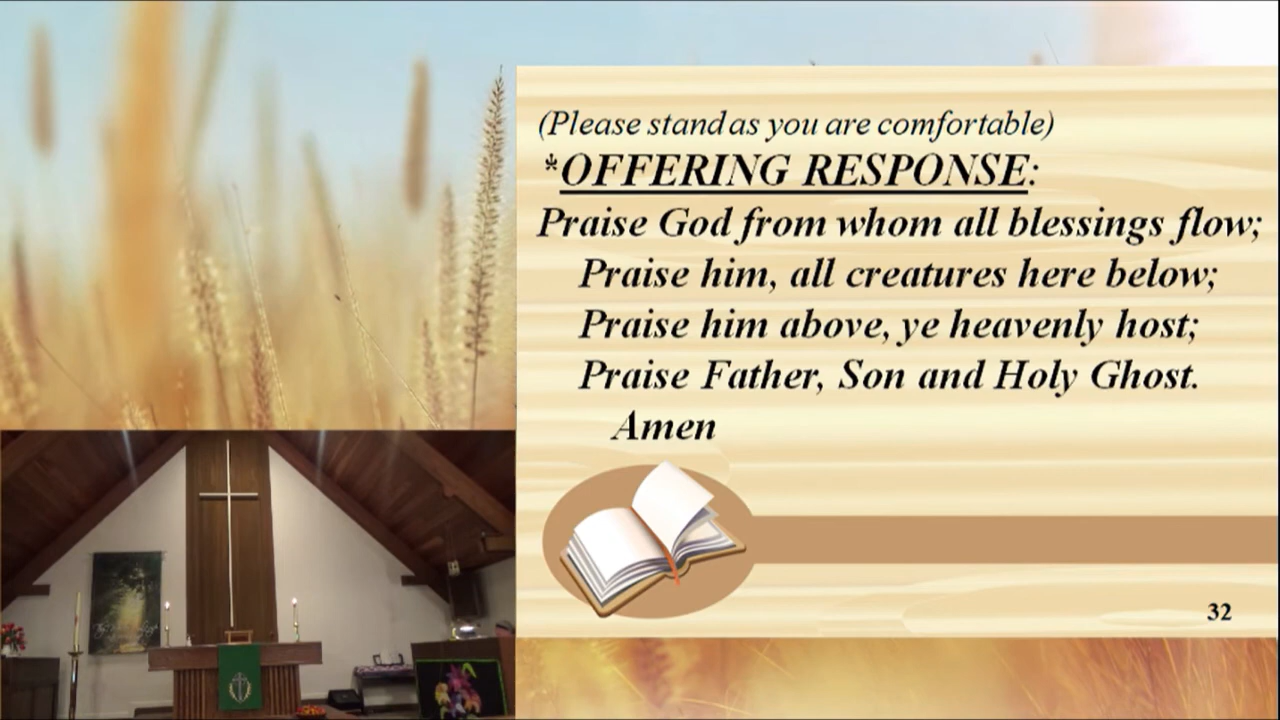 (Please stand as you are comfortable)
*OFFERING RESPONSE:
Praise God from whom all blessings flow;
Praise him, all creatures here below;
Praise him above, ye heavenly host;
Praise Father, Son and Holy Ghost.
Amen
32